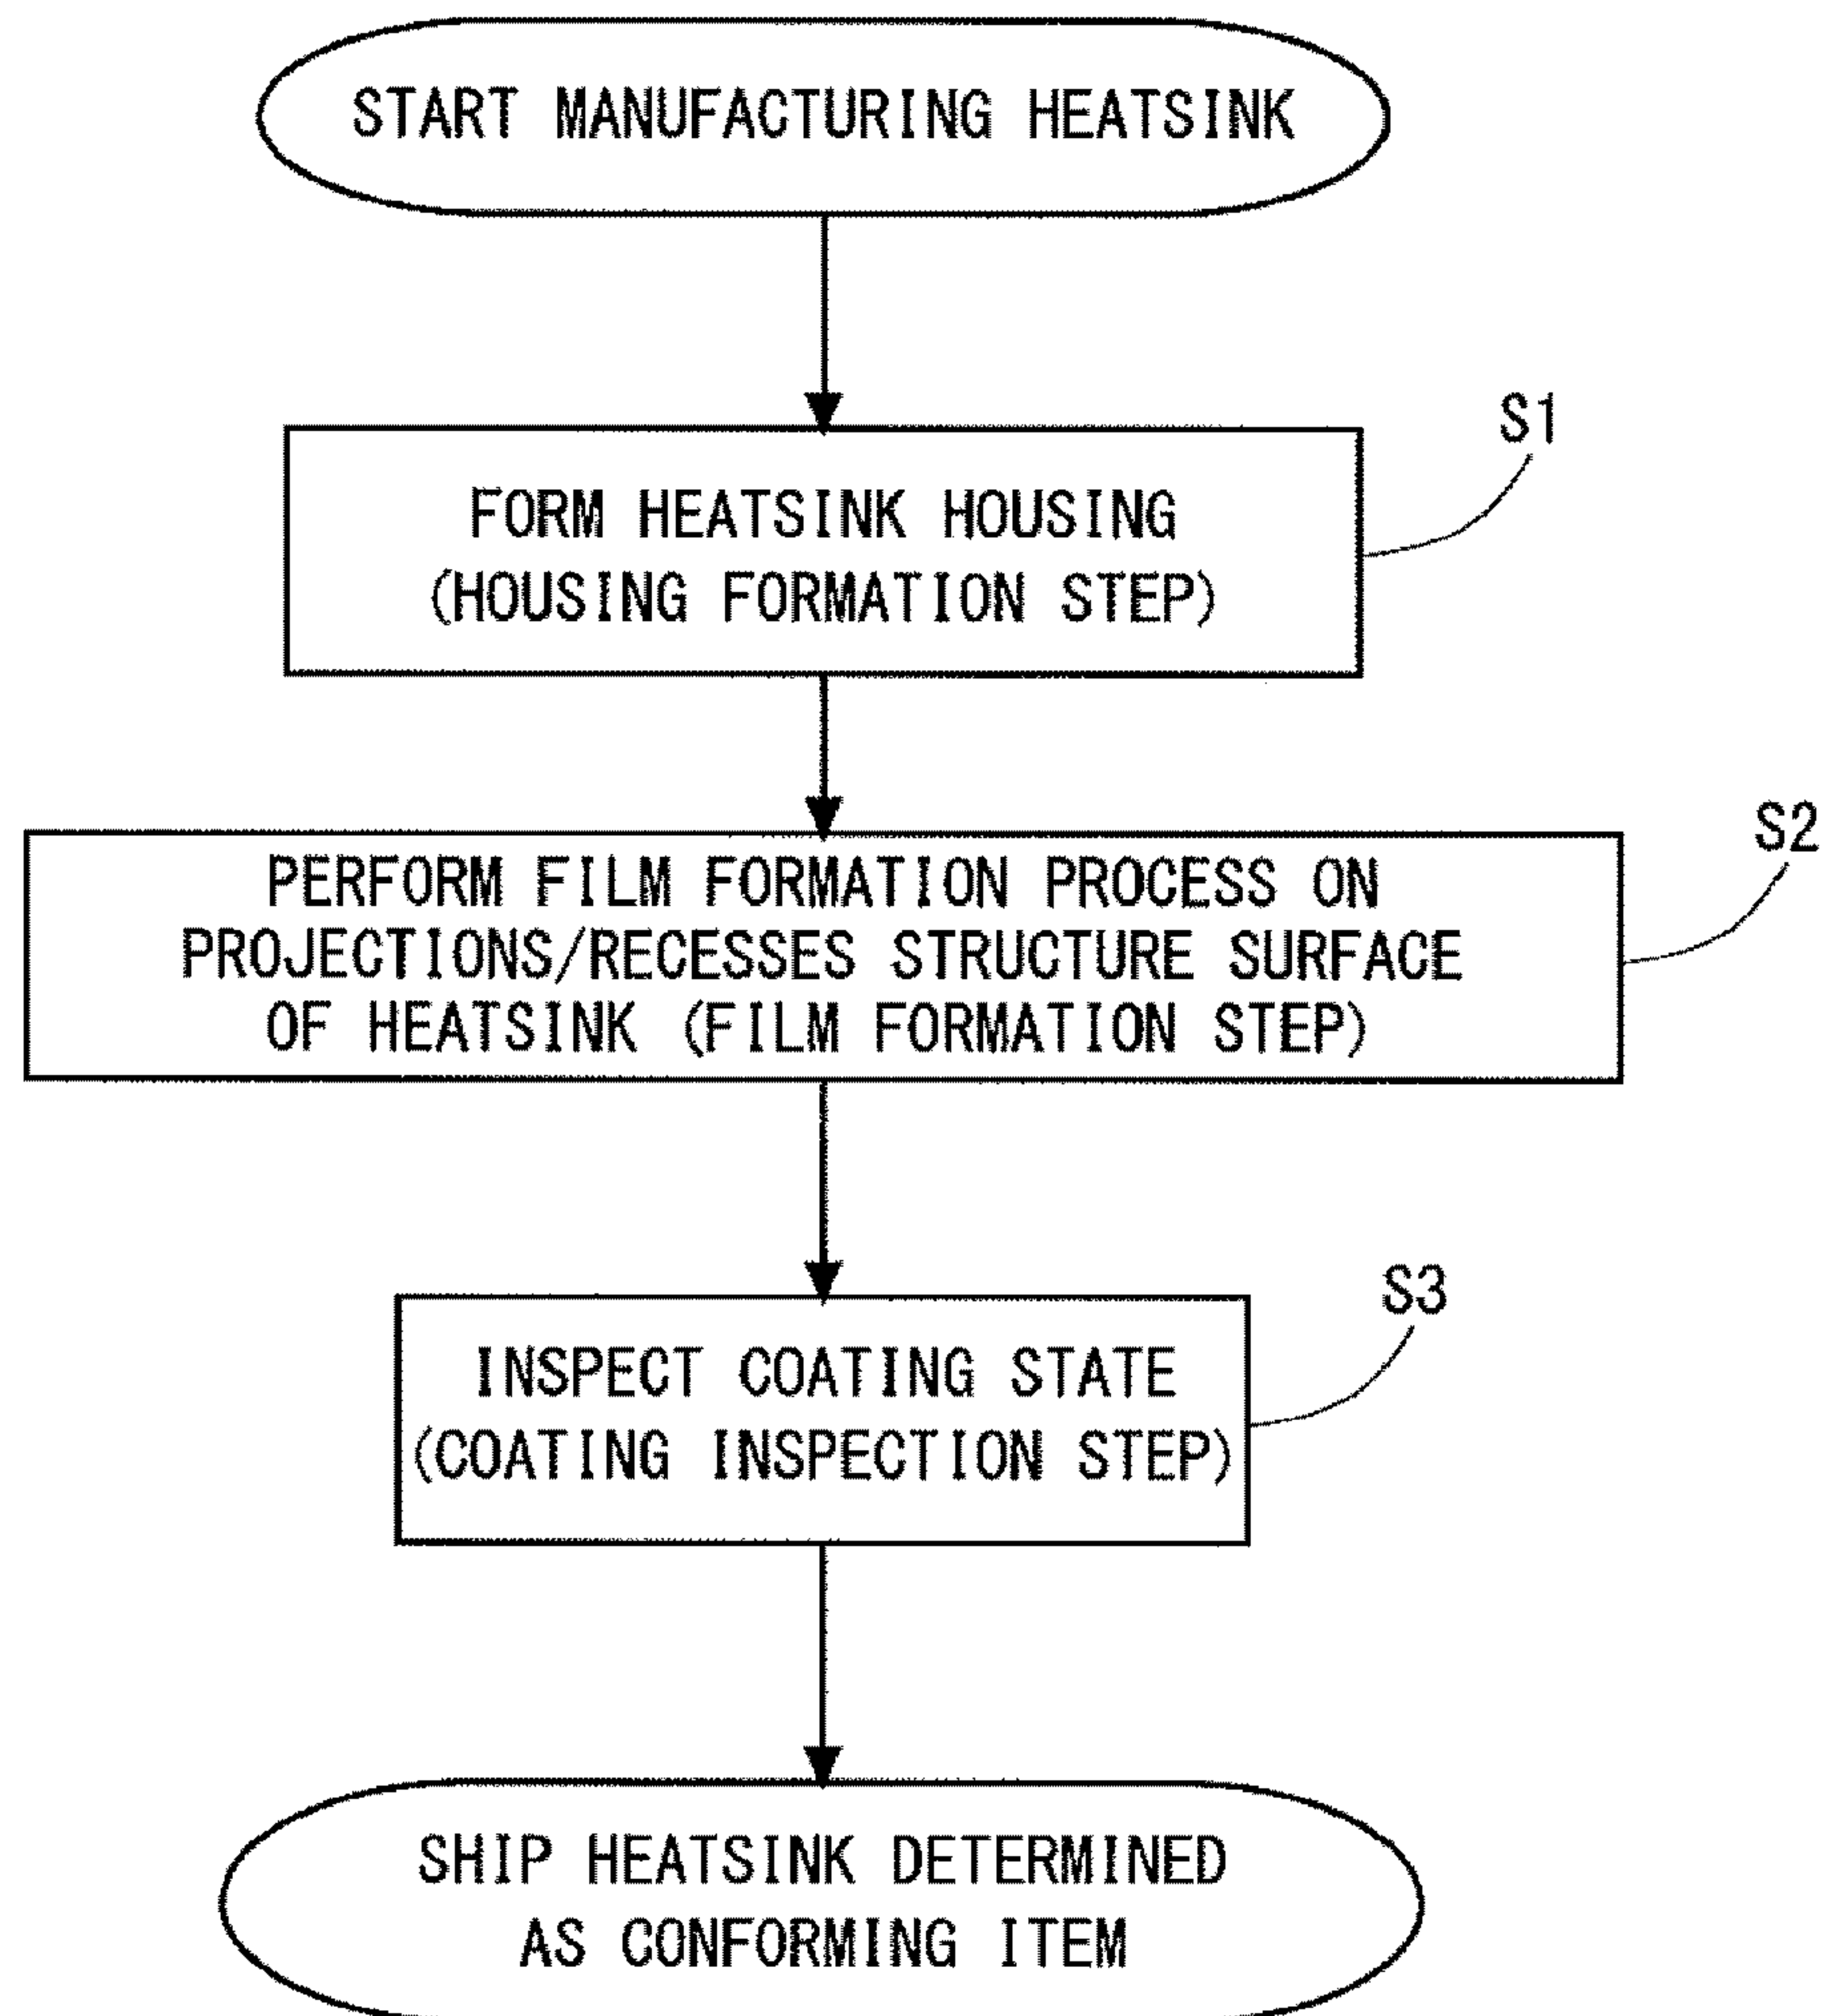 START MANUFACTURING HEATSINK
S1
FORM HEATSINK HOUSING
(HOUSING FORMATION STEP)
S2
PERFORM FILM FORMATION PROCESS ON
PROJECTIONS/RECESSES STRUCTURE SURFACE
OF HEATSINK (FILM FORMATION STEP)
S3
INSPECT COATING STATE
(COATING INSPECTION STEP)
SHIP HEATSINK DETERMINED
AS CONFORMING ITEM